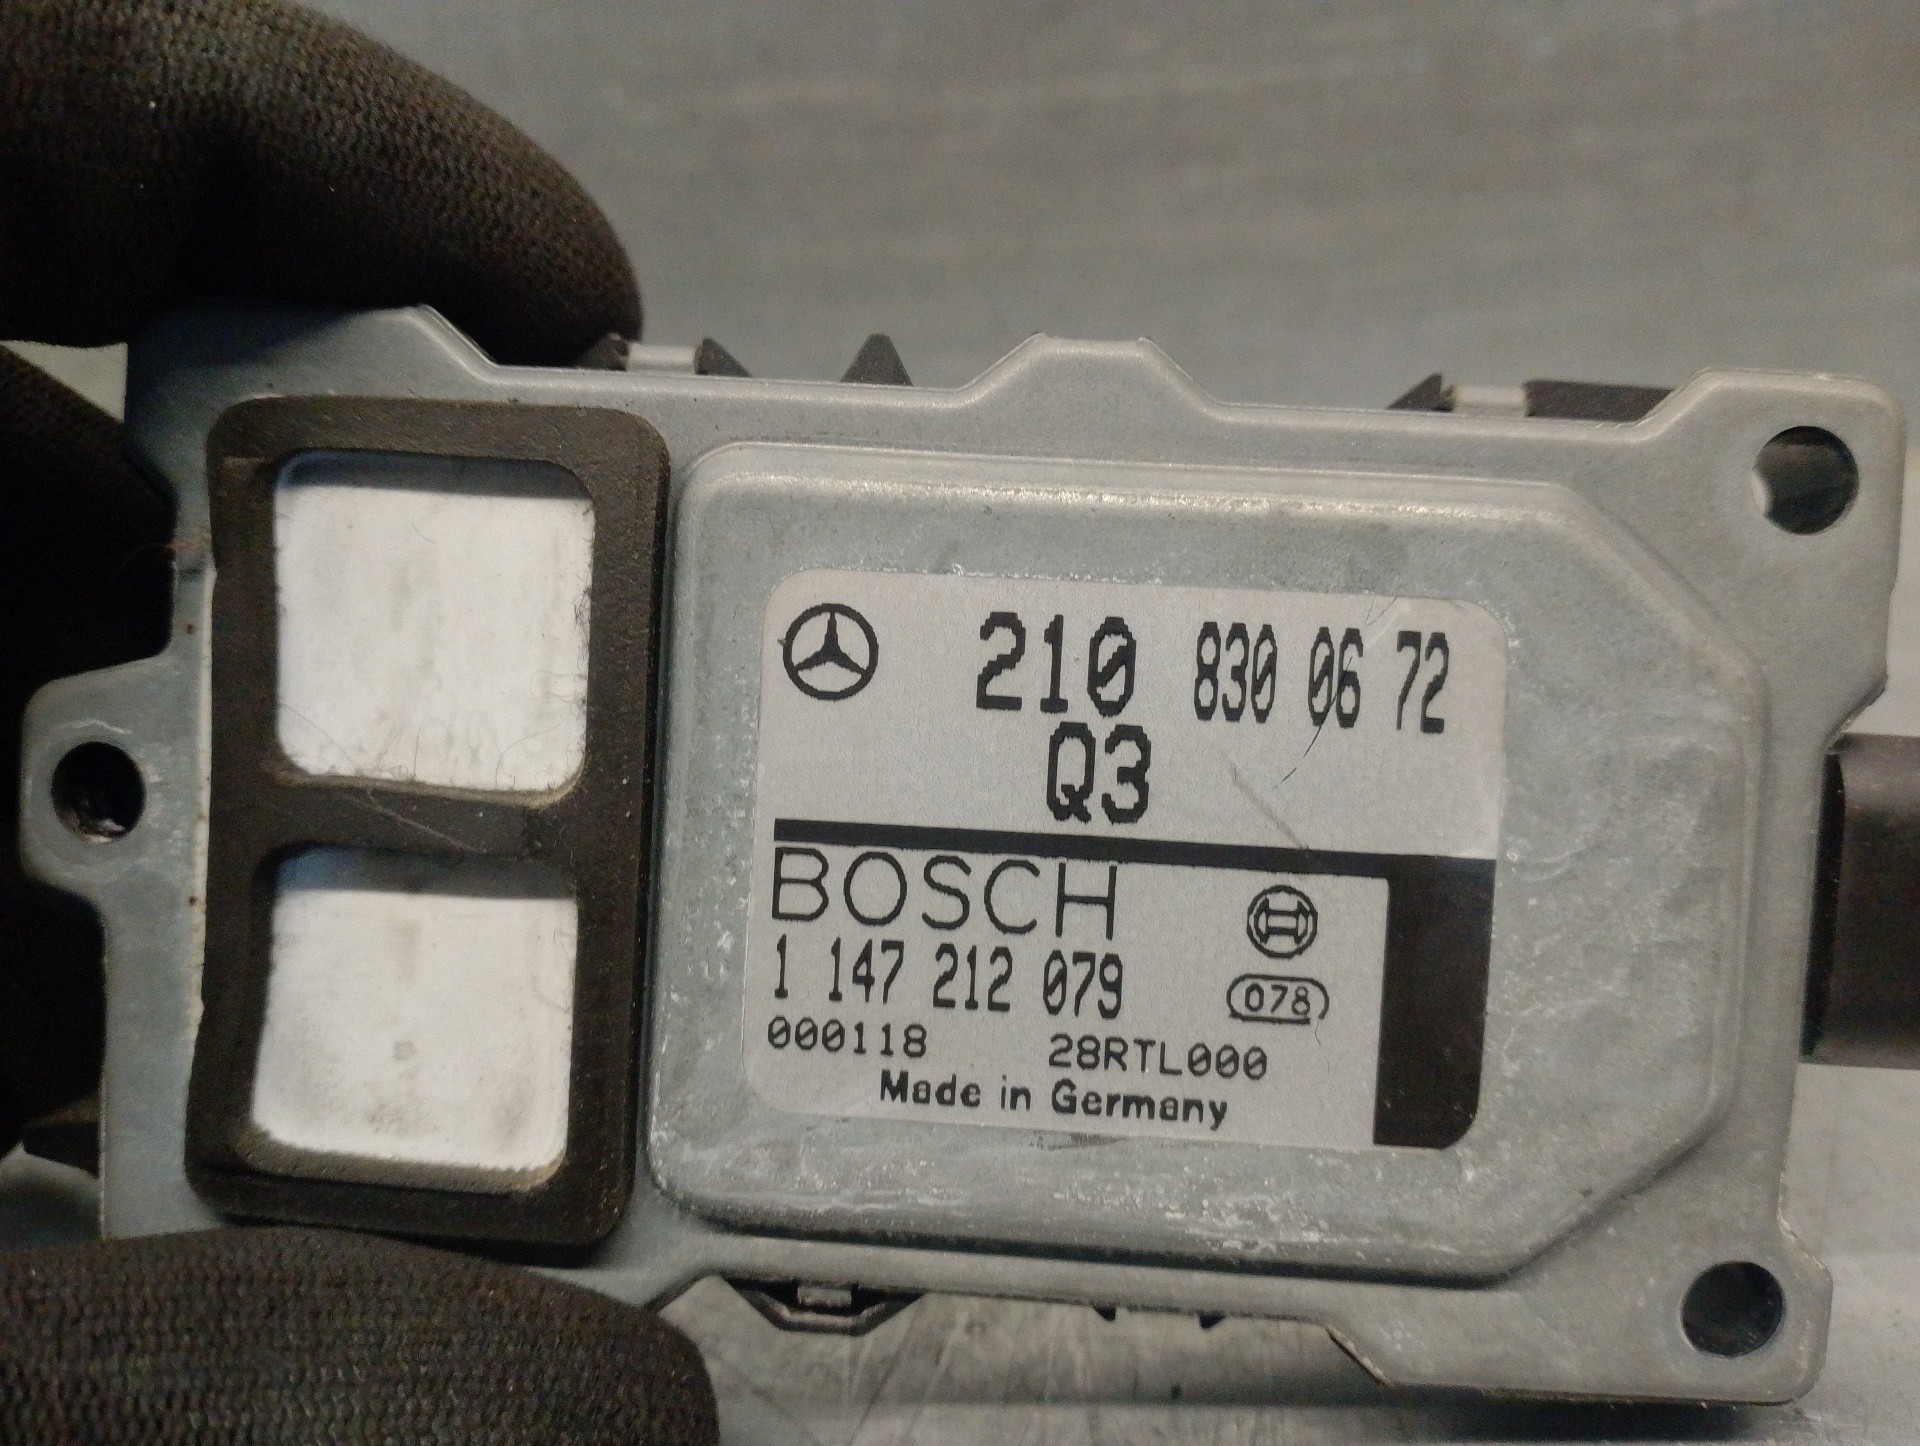 210 830 06 72
Q3
BOSCH
1 147 212 079 078
000118 28RTL000
Made in Germany